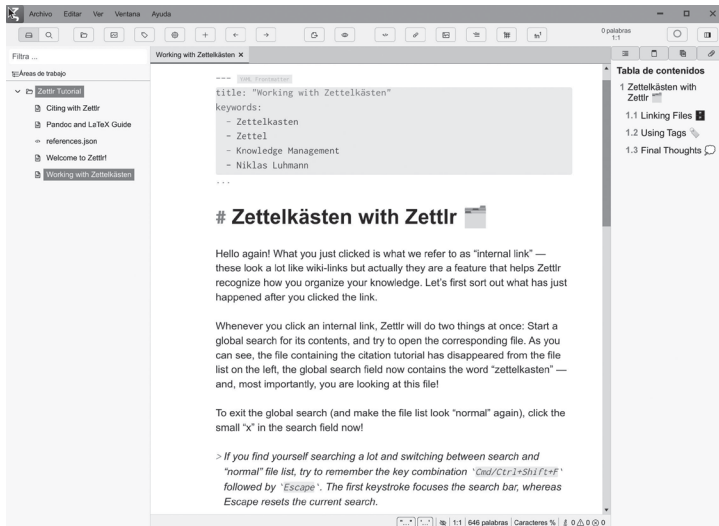 Archivo Editar Ver Ventana Ayuda
0 palabras
1:1
Filtra ...
Working with Zettelkästen ×
Áreas de trabajo
Zettlr Tutorial
Citing with Zettlr
Pandoc and LaTeX Guide
references.json
Welcome to Zettlr!
Working with Zettelkästen
--- YAML Frontmatter
title: "Working with Zettelkästen"
keywords:
- Zettelkasten
- Zettel
- Knowledge Management
- Niklas Luhmann
...
# Zettelkästen with Zettlr
Hello again! What you just clicked is what we refer to as “internal link” —
these look a lot like wiki-links but actually they are a feature that helps Zettlr
recognize how you organize your knowledge. Let’s first sort out what has just
happened after you clicked the link.
Whenever you click an internal link, Zettlr will do two things at once: Start a
global search for its contents, and try to open the corresponding file. As you
can see, the file containing the citation tutorial has disappeared from the file
list on the left, the global search field now contains the word “zettelkasten” —
and, most importantly, you are looking at this file!
To exit the global search (and make the file list look “normal” again), click the
small “x” in the search field now!
> If you find yourself searching a lot and switching between search and
“normal” file list, try to remember the key combination `Cmd/Ctrl+Shift+F`
followed by `Escape`. The first keystroke focuses the search bar, whereas
Escape resets the current search.
Tabla de contenidos
1 Zettelkästen with
Zettlr
1.1 Linking Files
1.2 Using Tags
1.3 Final Thoughts
"…" '…' 1:1 646 palabras Caracteres % 0 0 0